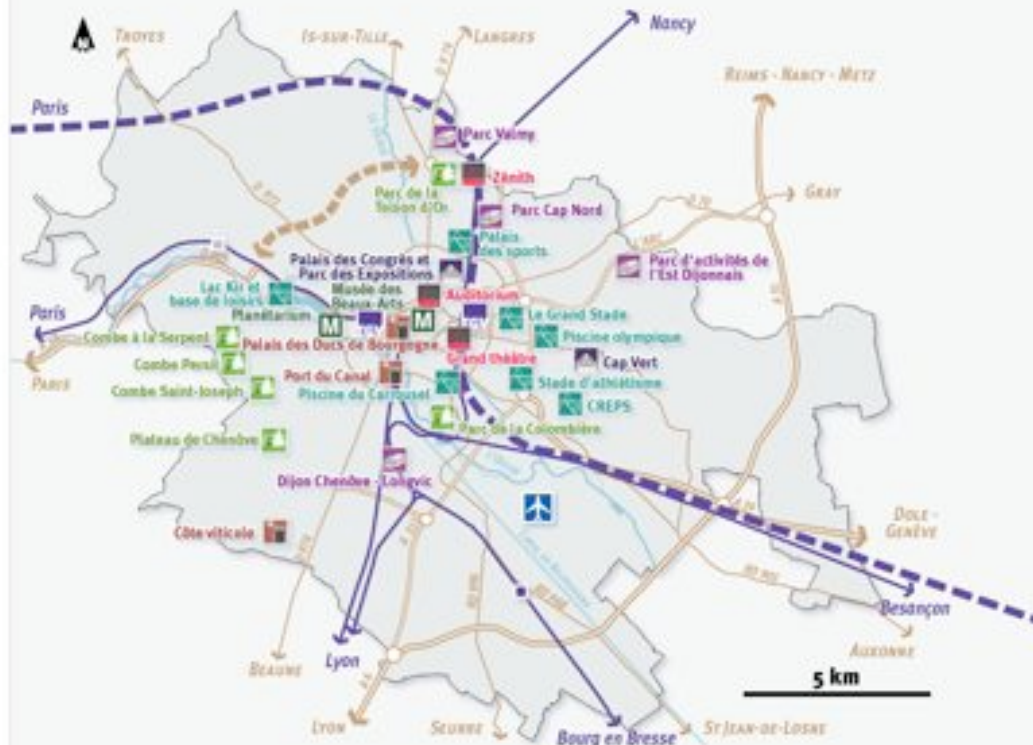 Nancy
TROYES
IS-SUR-TILLE
LANGRES
REIMS - NANCY - METZ
Paris
Parc Valmy
Zénith
Parc de la
Toison d'Or
GRAY
Parc Cap Nord
Palais
des sports
Palais des Congrès et
Parc des Expositions
Parc d'activités de
l'Est Dijonnais
Lac Kir et
base de loisirs
Musée des
Beaux-Arts
Auditorium
Planétarium
M
M
Le Grand Stade
Paris
Combe à la Serpent
Palais des Ducs de Bourgogne
Piscine olympique
PARIS
Combe Persil
Grand théâtre
Cap Vert
Port du Canal
Combe Saint-Joseph
Piscine du Carrousel
Stade d'athlétisme
CREPS
Parc de la Colombière
Plateau de Chenôve
Dijon Chenôve - Longvic
DOLE -
GENÈVE
Côte viticole
Besançon
AUXONNE
BEAUNE
Lyon
5 km
LYON
SEURRE
Bourg en Bresse
ST JEAN-DE-LOSNE